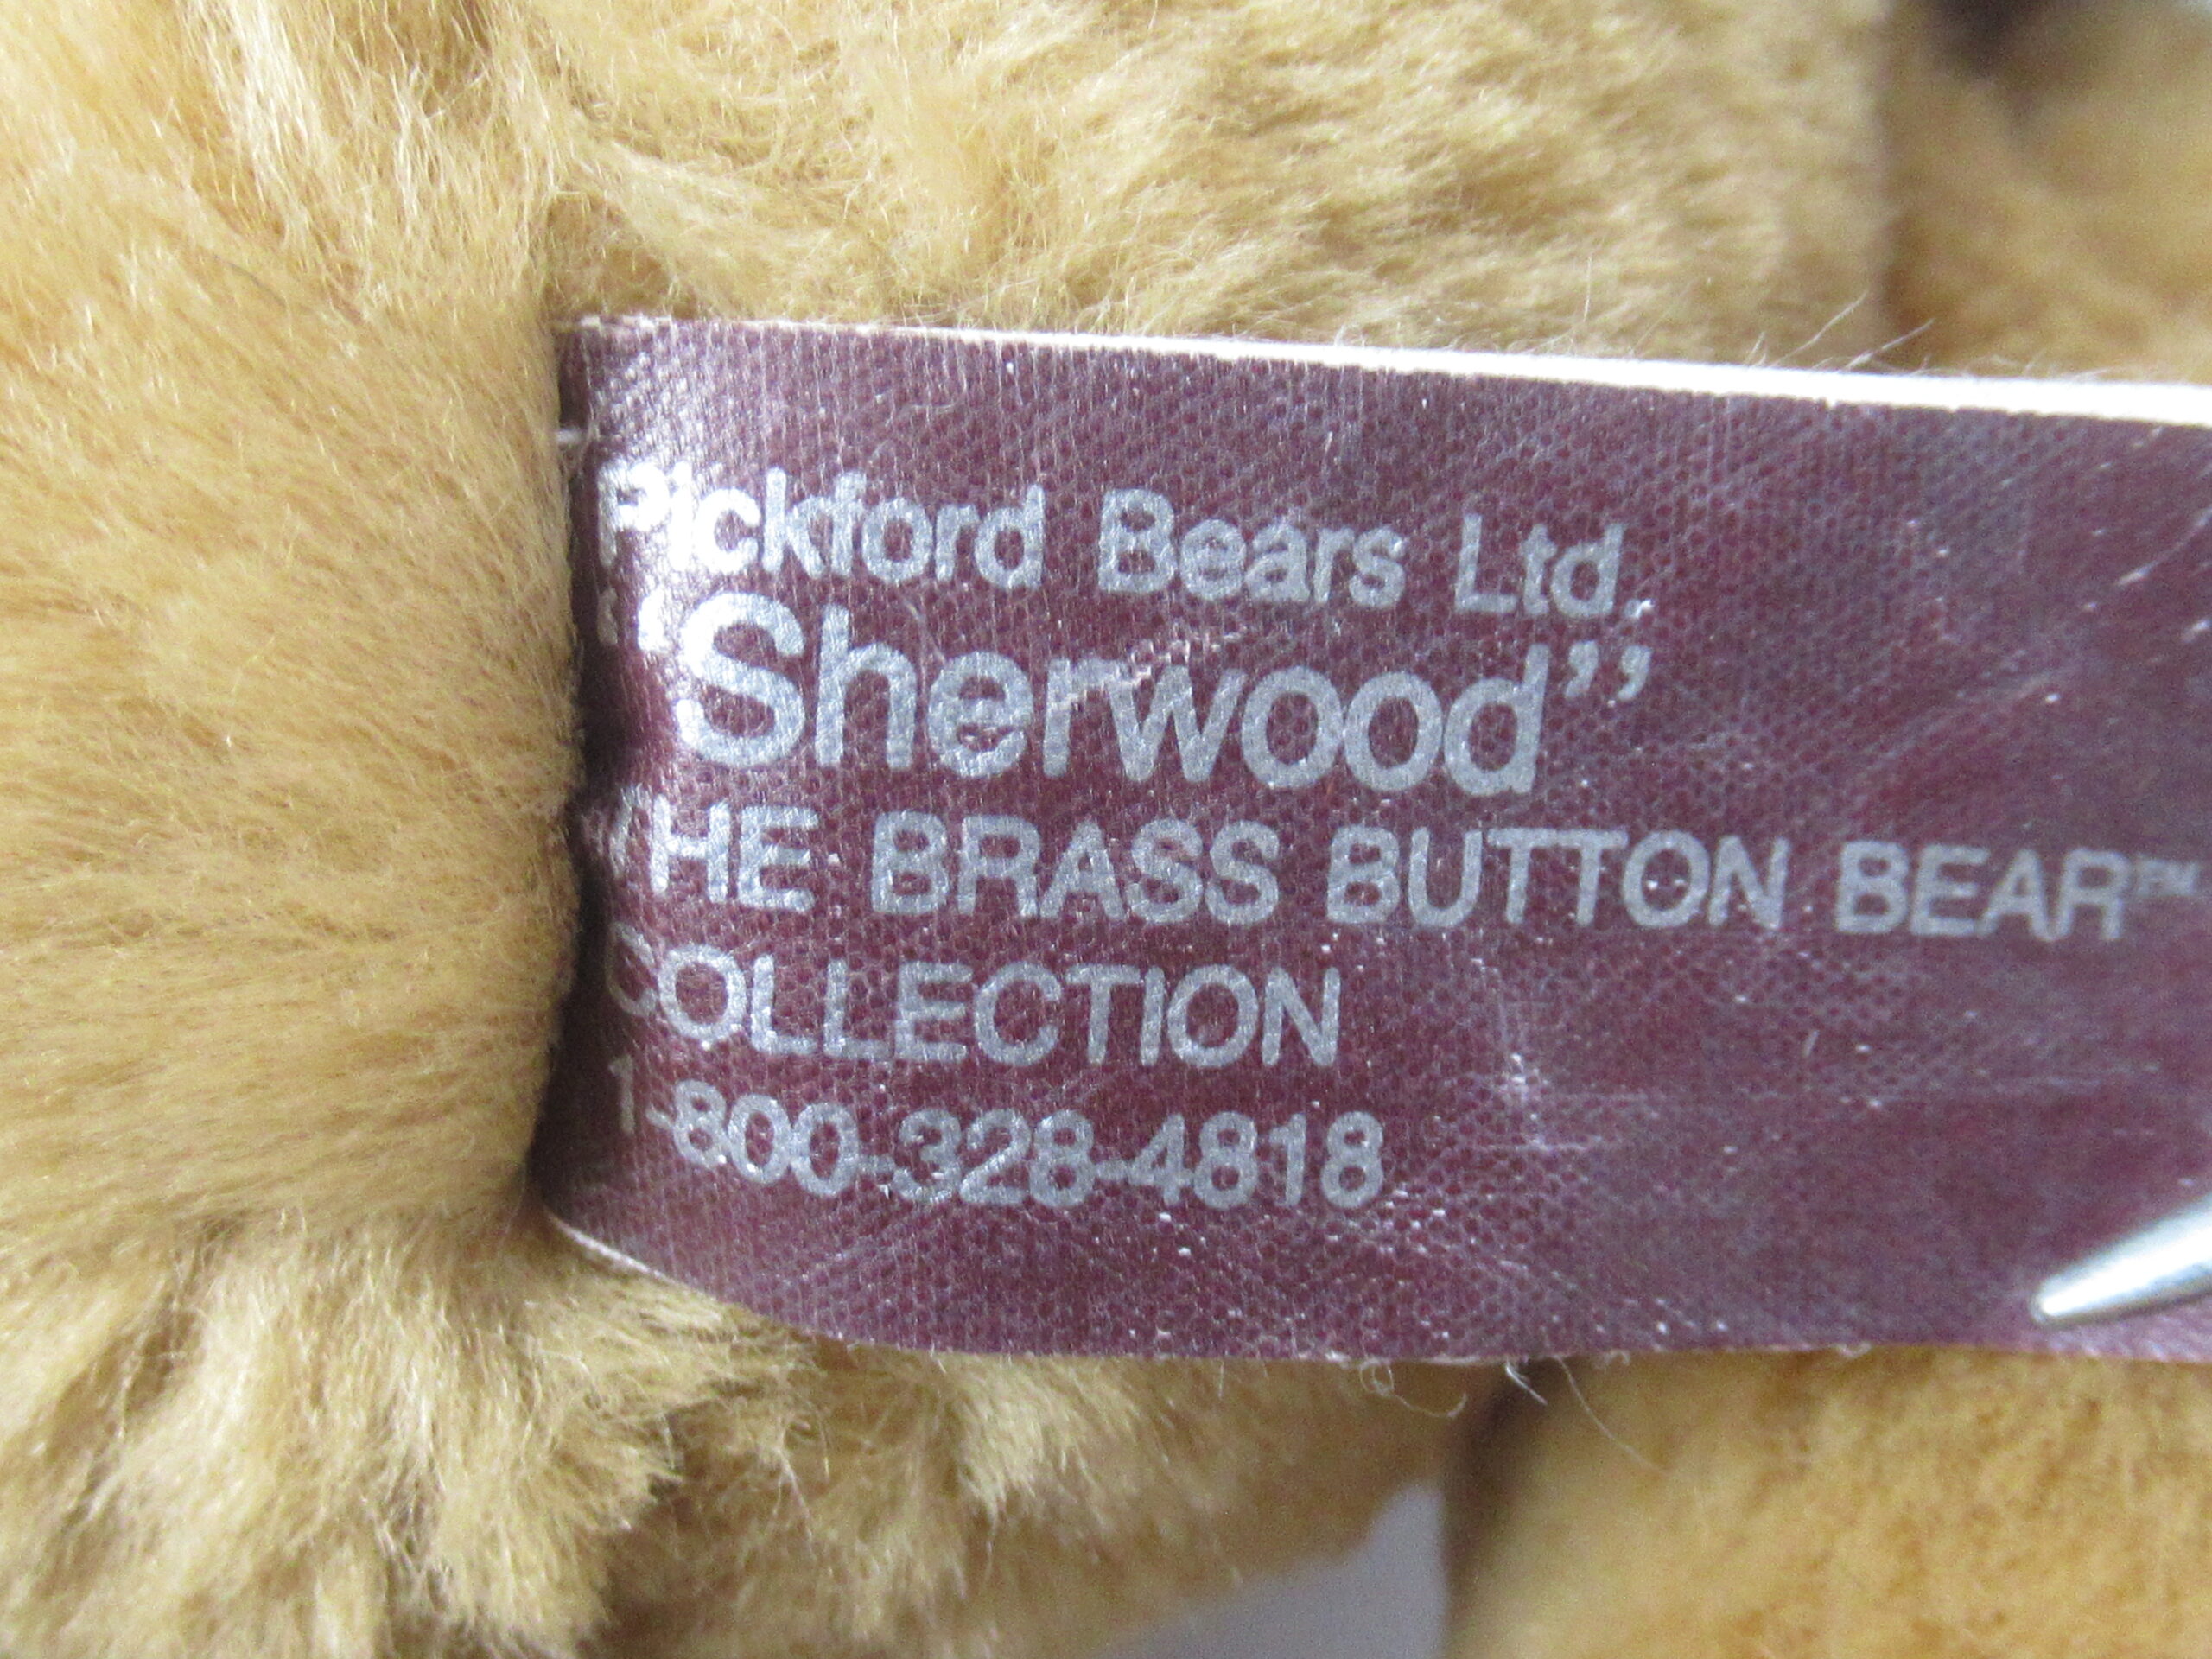 Pickford Bears Ltd.
“Sherwood”
THE BRASS BUTTON BEAR™
COLLECTION
1-800-328-4818